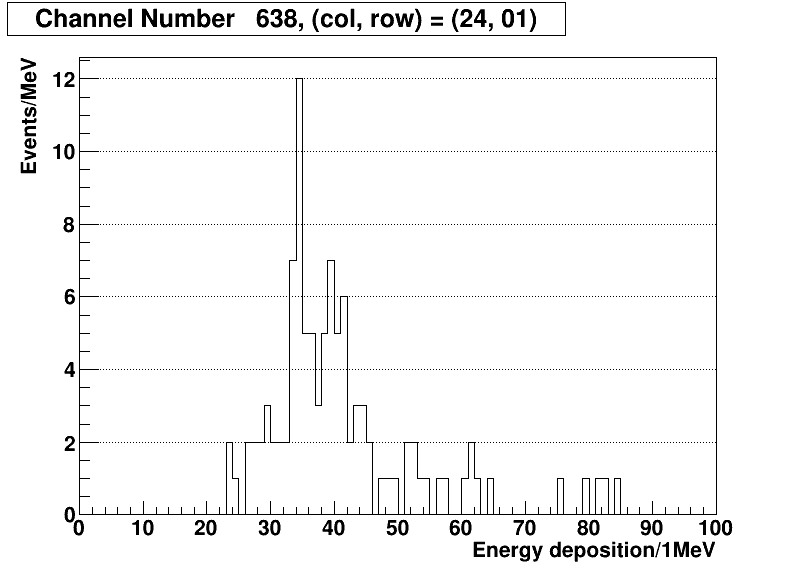 Channel Number 638, (col, row) = (24, 01)
Events/MeV
12
10
8
6
4
2
0
0 10 20 30 40 50 60 70 80 90 100
Energy deposition/1MeV